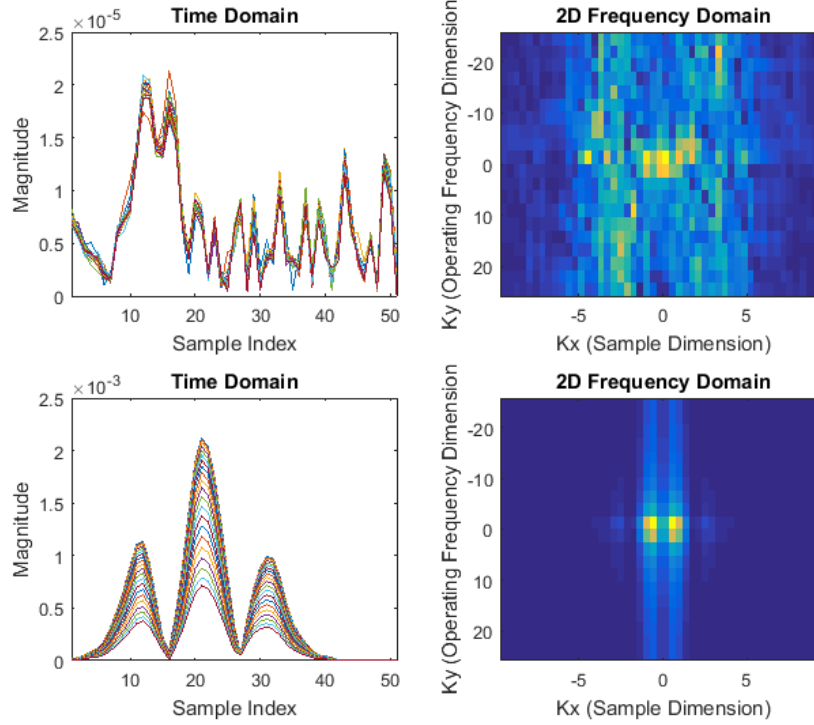 Time Domain
×10^-5
2.5
2
1.5
1
0.5
0
Magnitude
10 20 30 40 50
Sample Index
2D Frequency Domain
-20
-10
0
10
20
Ky (Operating Frequency Dimension
-5 0 5
Kx (Sample Dimension)
Time Domain
×10^-3
2.5
2
1.5
1
0.5
0
Magnitude
10 20 30 40 50
Sample Index
2D Frequency Domain
-20
-10
0
10
20
Ky (Operating Frequency Dimension
-5 0 5
Kx (Sample Dimension)